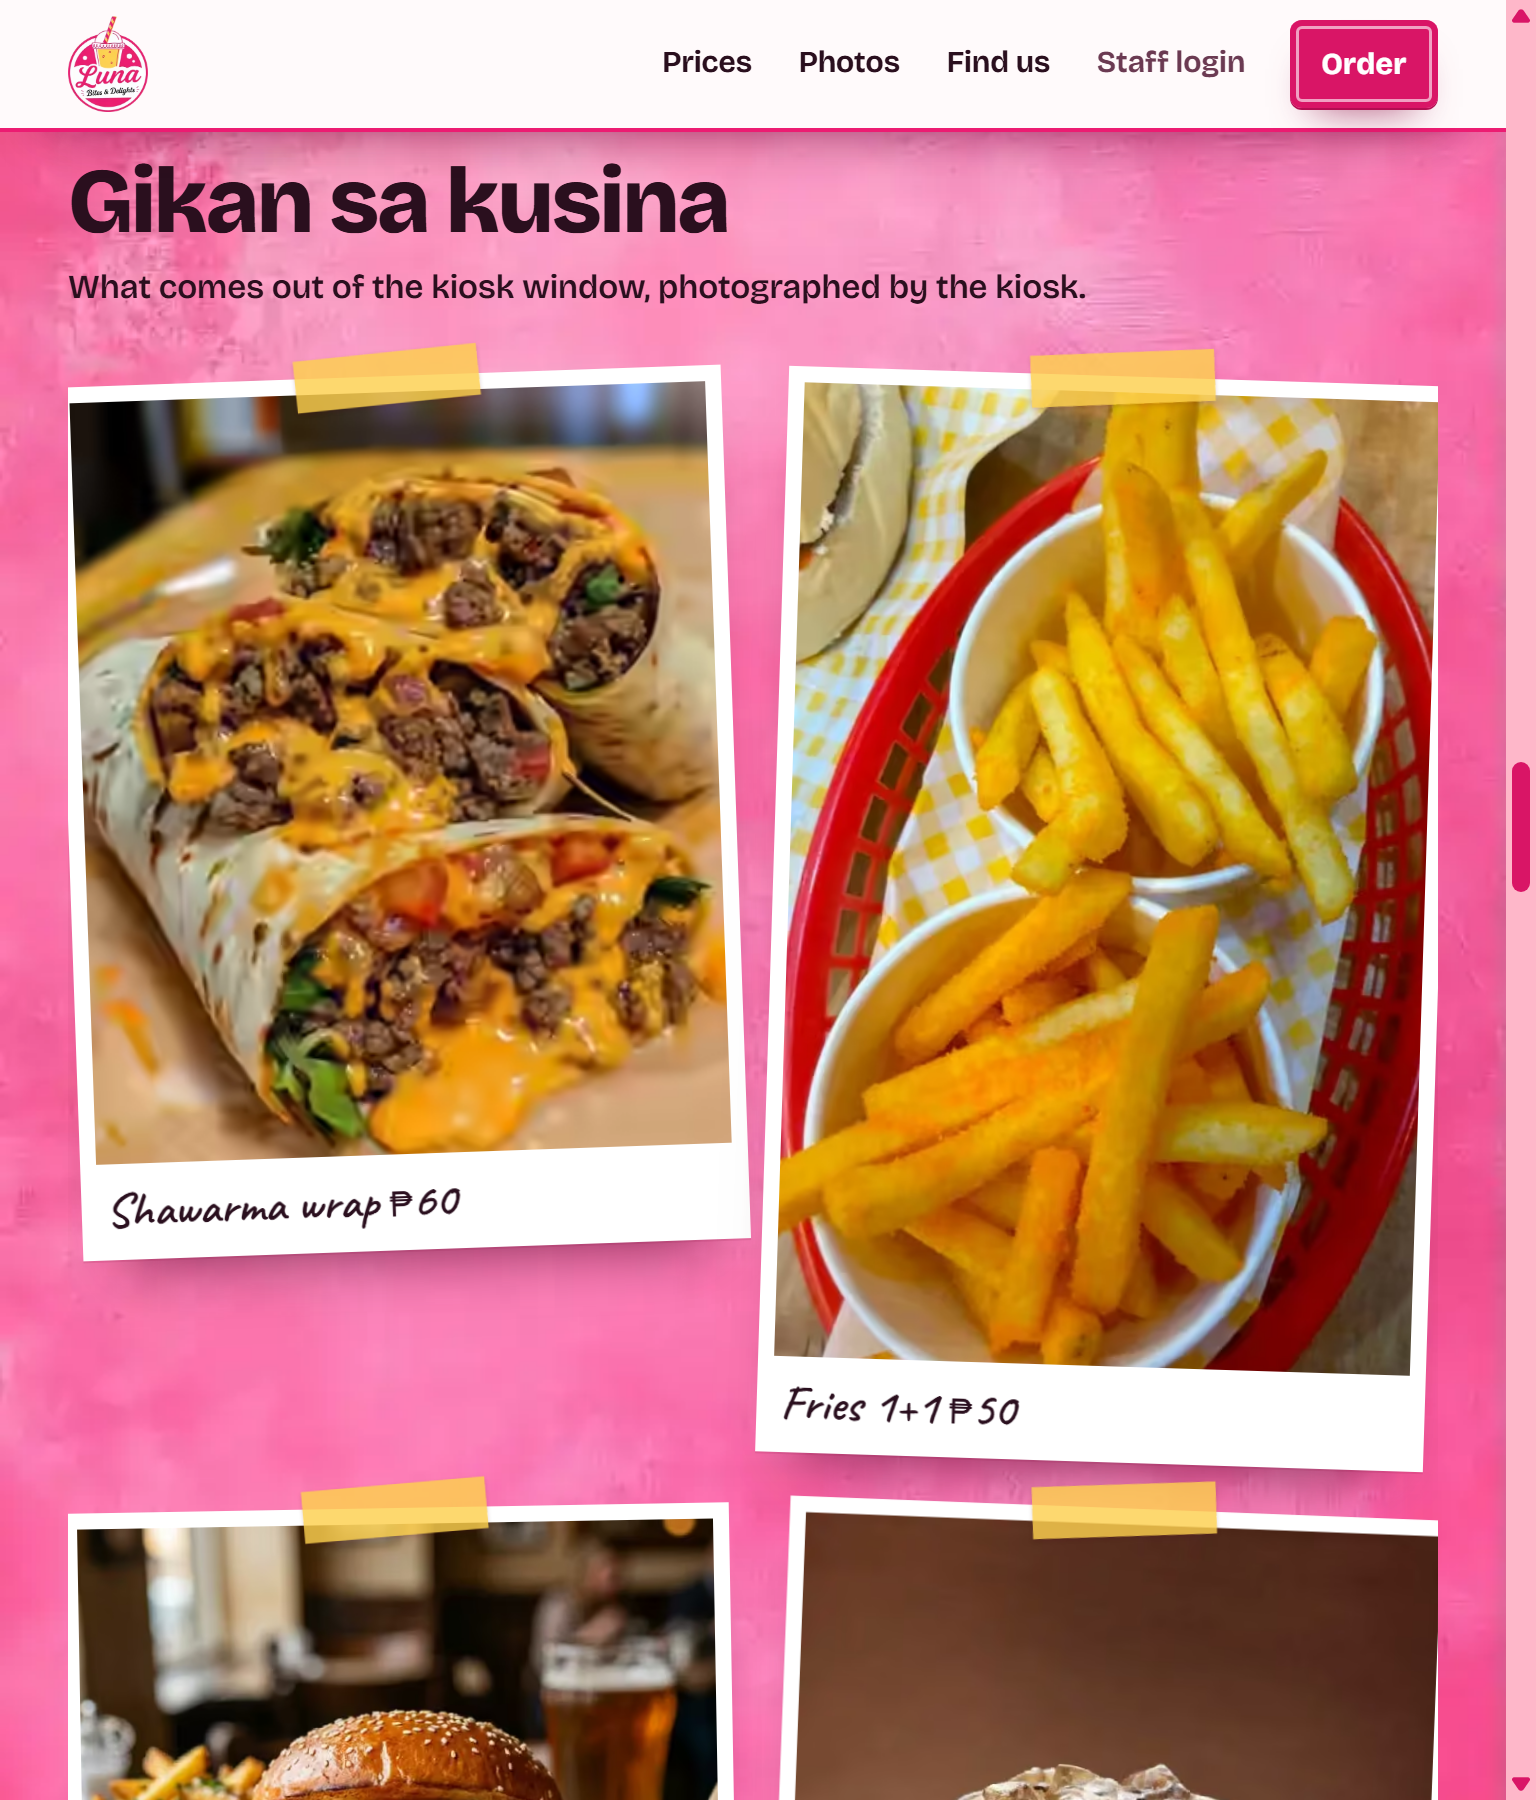 Luna
Bites & Delights
Prices
Photos
Find us
Staff login
Order
Gikan sa kusina
What comes out of the kiosk window, photographed by the kiosk.
Shawarma wrap ₱60
Fries 1+1 ₱50